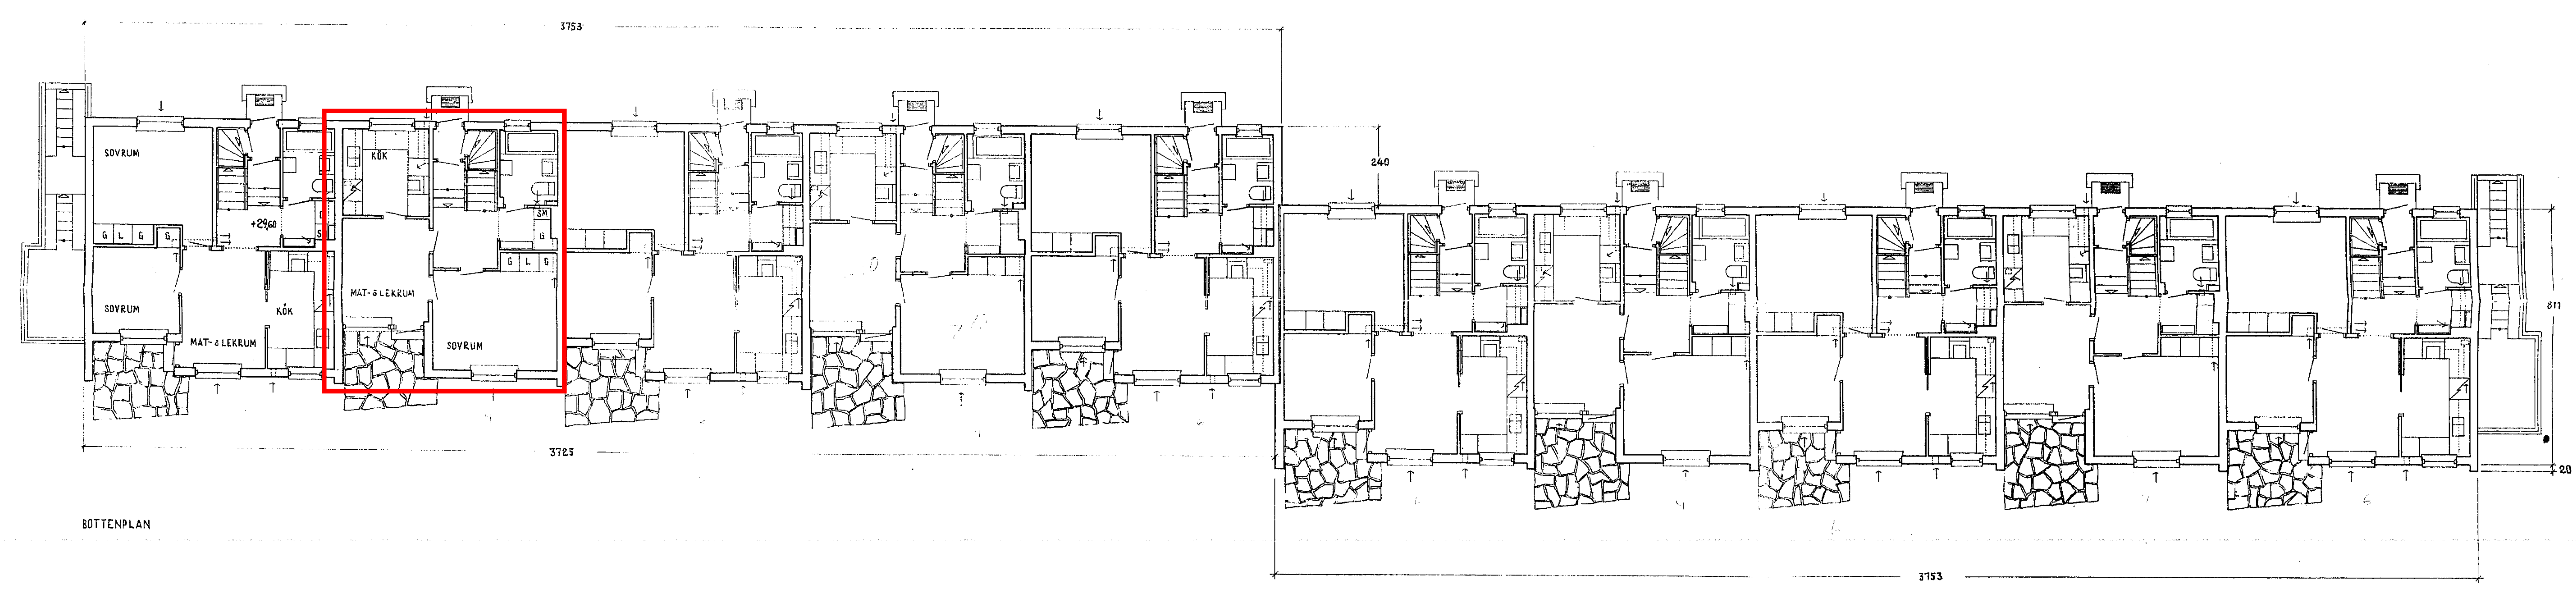 3753
SOVRUM
KÖK
240
SM
G
+29,60
S
G L G G
G L G
MAT- & LEKRUM
SOVRUM
KÖK
811
MAT- & LEKRUM
SOVRUM
3725
20
BOTTENPLAN
3753